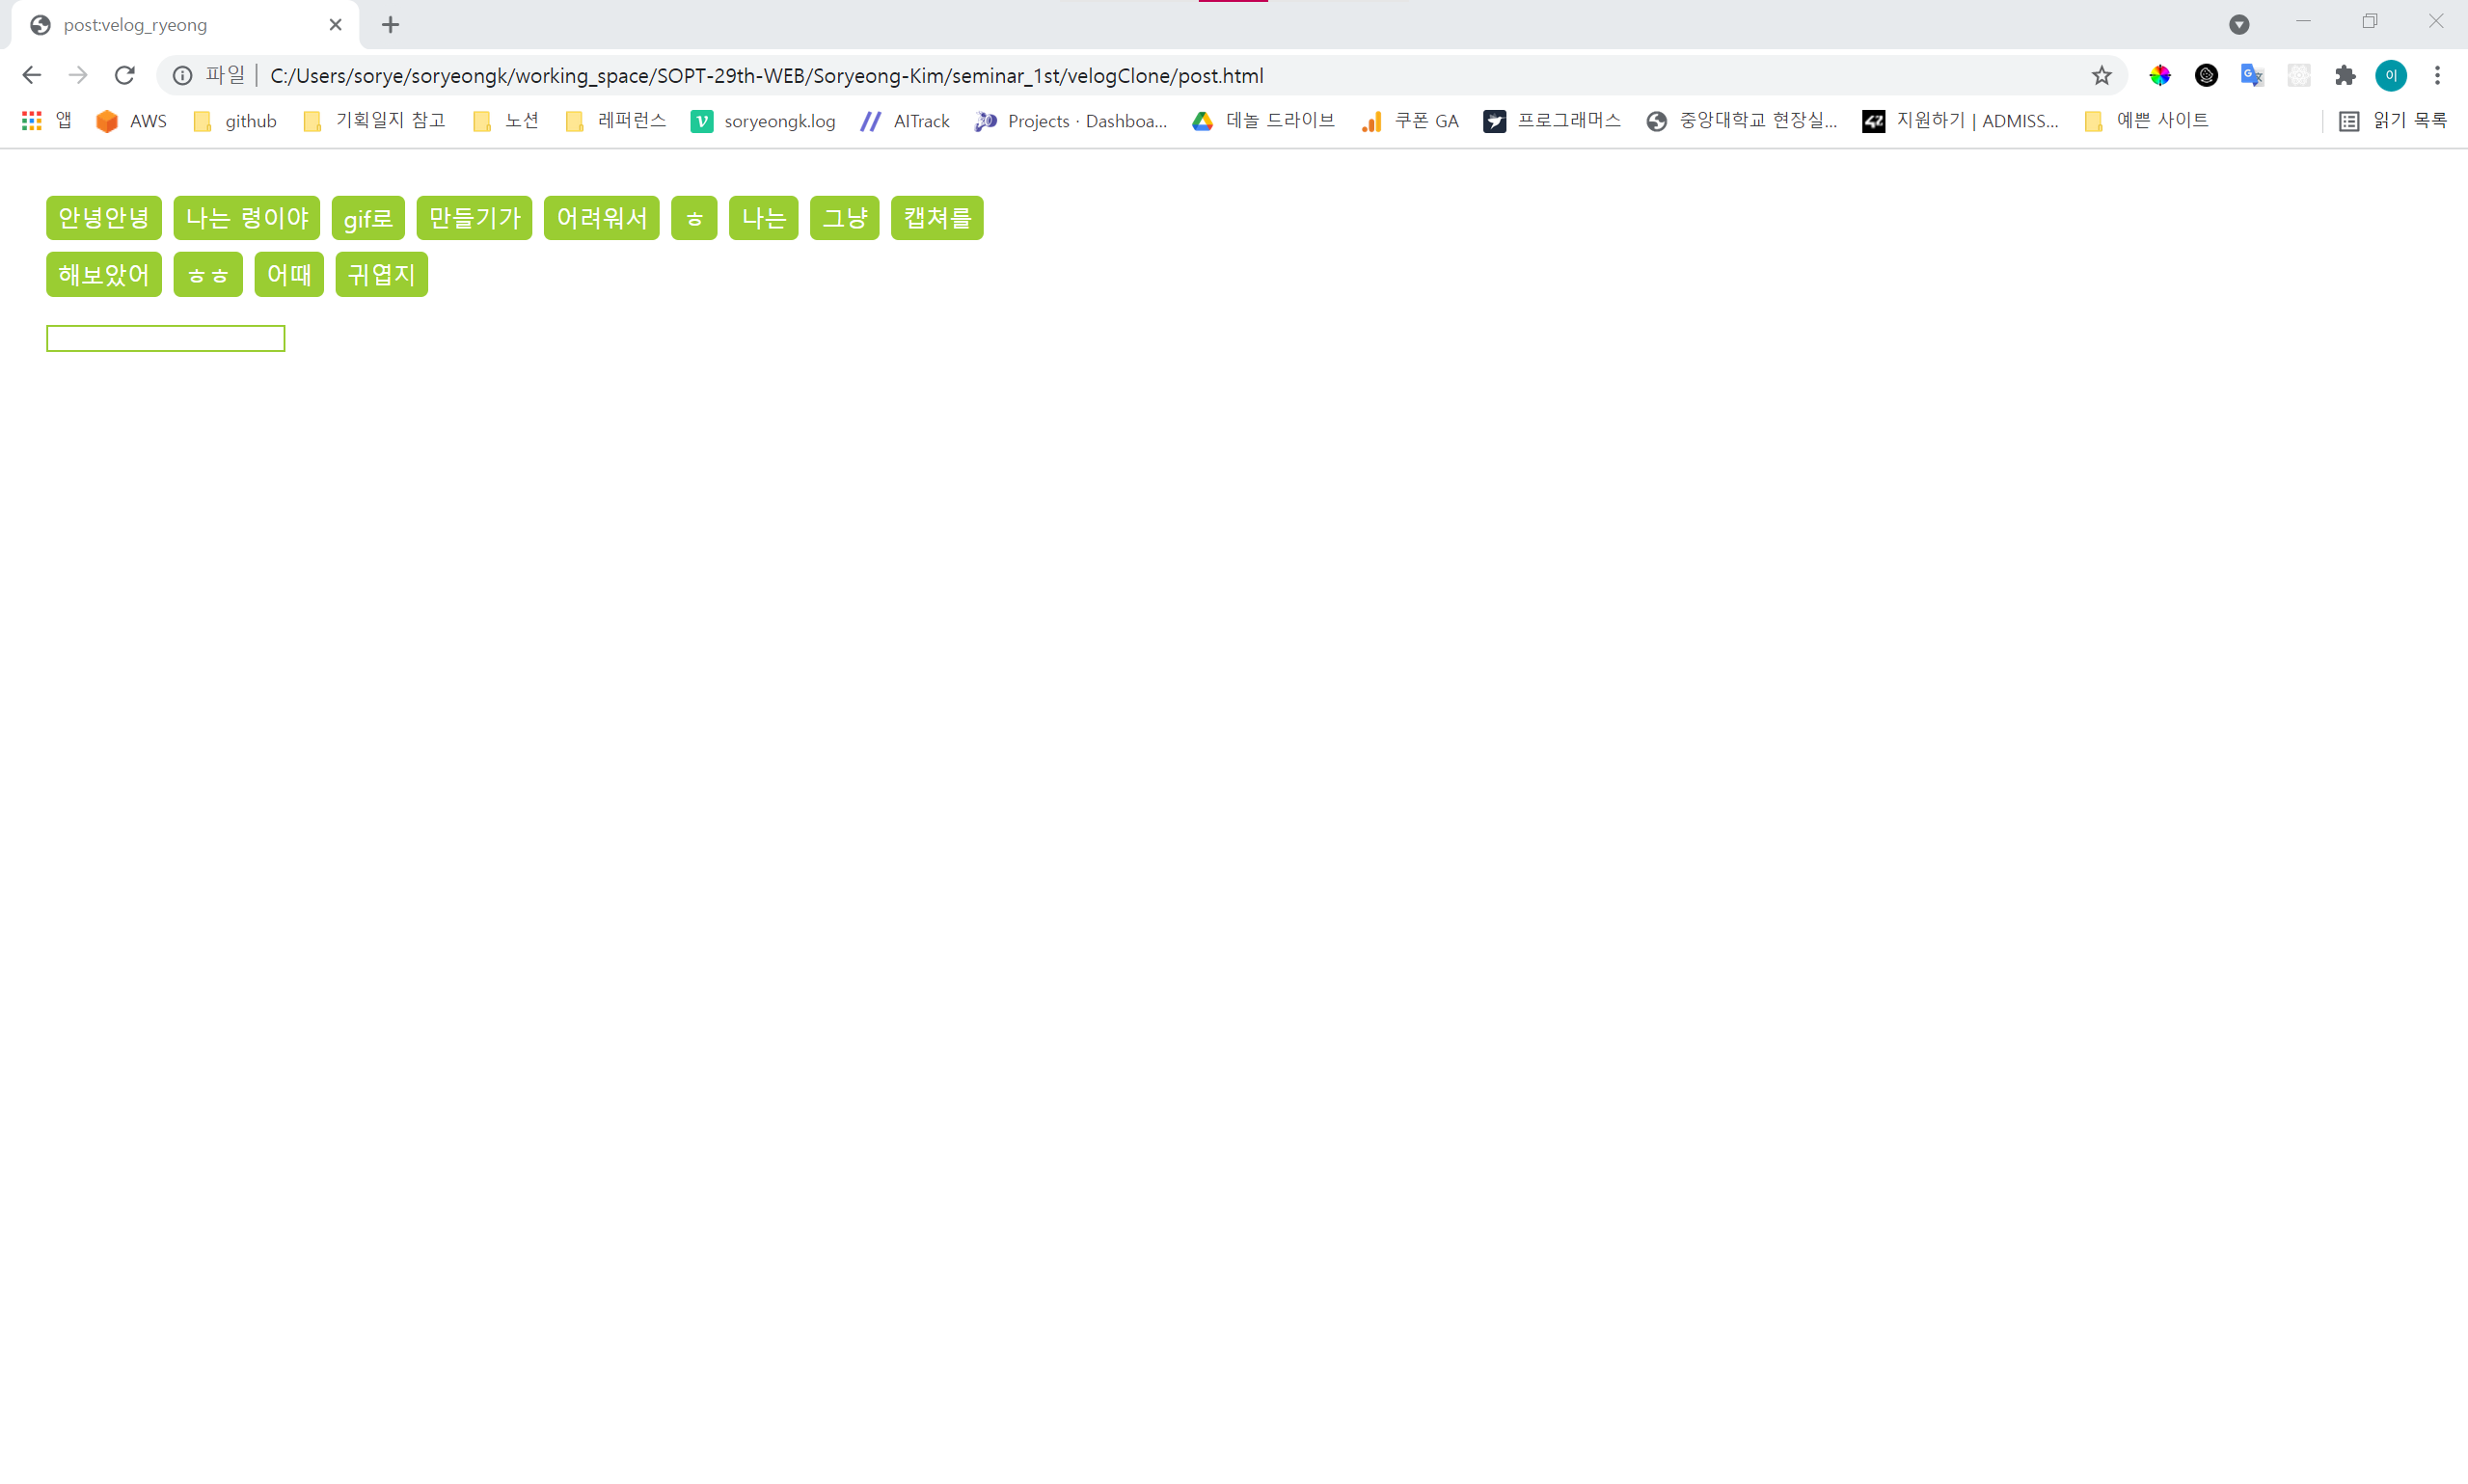 post:velog_ryeong
파일 C:/Users/sorye/soryeongk/working_space/SOPT-29th-WEB/Soryeong-Kim/seminar_1st/velogClone/post.html 이
앱 AWS github 기획일지 참고 노션 레퍼런스 soryeongk.log AITrack Projects · Dashboa... 데놀 드라이브 쿠폰 GA 프로그래머스 중앙대학교 현장실... 지원하기 | ADMISS... 예쁜 사이트 읽기 목록
안녕안녕 나는 령이야 gif로 만들기가 어려워서 ㅎ 나는 그냥 캡쳐를
해보았어 ㅎㅎ 어때 귀엽지